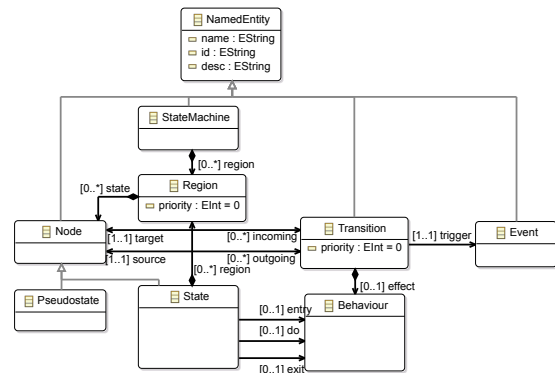 NamedEntity
name : EString
id : EString
desc : EString
StateMachine
[0..*] region
[0..*] state
Region
priority : EInt = 0
Node
[1..1] target
[0..*] incoming
Transition
priority : EInt = 0
[1..1] trigger
Event
[1..1] source
[0..*] outgoing
[0..*] region
Pseudostate
State
[0..1] effect
[0..1] entry
Behaviour
[0..1] do
[0..1] exit